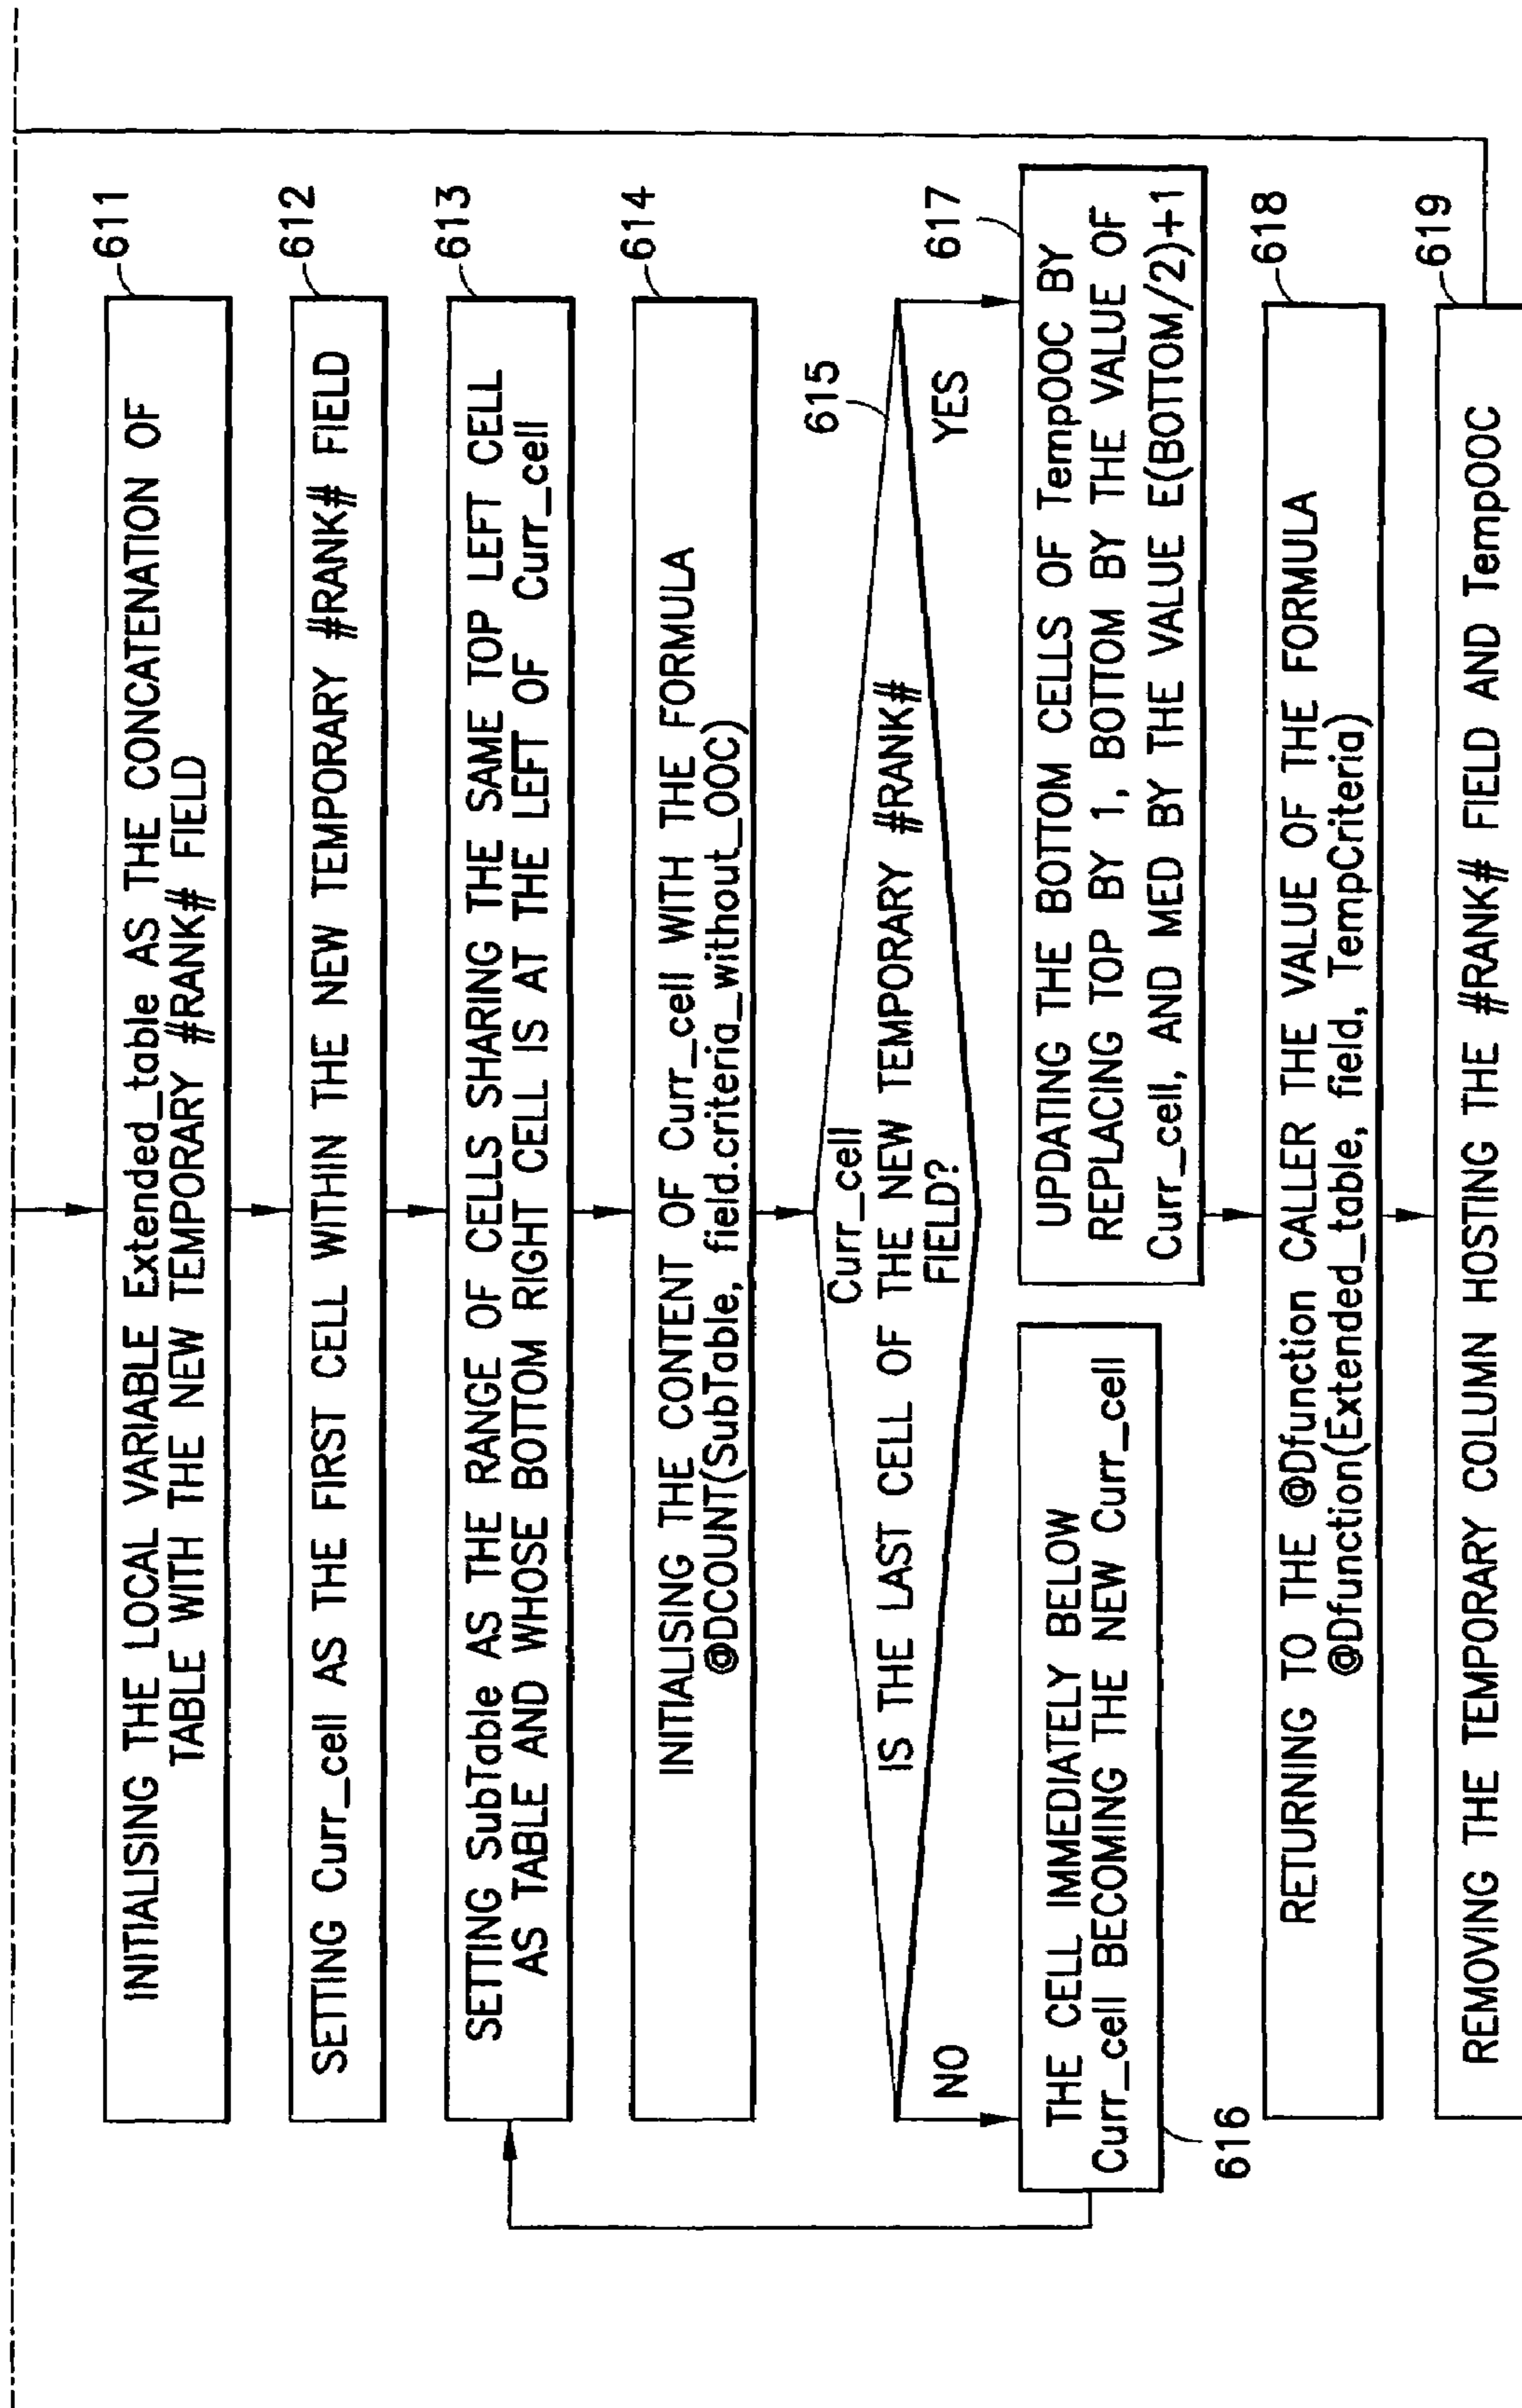 611
INITIALISING THE LOCAL VARIABLE Extended_table AS THE CONCATENATION OF
TABLE WITH THE NEW TEMPORARY #RANK# FIELD
612
SETTING Curr_cell AS THE FIRST CELL WITHIN THE NEW TEMPORARY #RANK# FIELD
613
SETTING SubTable AS THE RANGE OF CELLS SHARING THE SAME TOP LEFT CELL
AS TABLE AND WHOSE BOTTOM RIGHT CELL IS AT THE LEFT OF Curr_cell
614
INITIALISING THE CONTENT OF Curr_cell WITH THE FORMULA
@DCOUNT(SubTable, field.criteria_without_OOC)
615
Curr_cell
IS THE LAST CELL OF THE NEW TEMPORARY #RANK#
FIELD?
NO
YES
616
THE CELL IMMEDIATELY BELOW
Curr_cell BECOMING THE NEW Curr_cell
617
UPDATING THE BOTTOM CELLS OF TempOOC BY
REPLACING TOP BY 1, BOTTOM BY THE VALUE OF
Curr_cell, AND MED BY THE VALUE E(BOTTOM/2)+1
618
RETURNING TO THE @Dfunction CALLER THE VALUE OF THE FORMULA
@Dfunction(Extended_table, field, TempCriteria)
619
REMOVING THE TEMPORARY COLUMN HOSTING THE #RANK# FIELD AND TempOOC